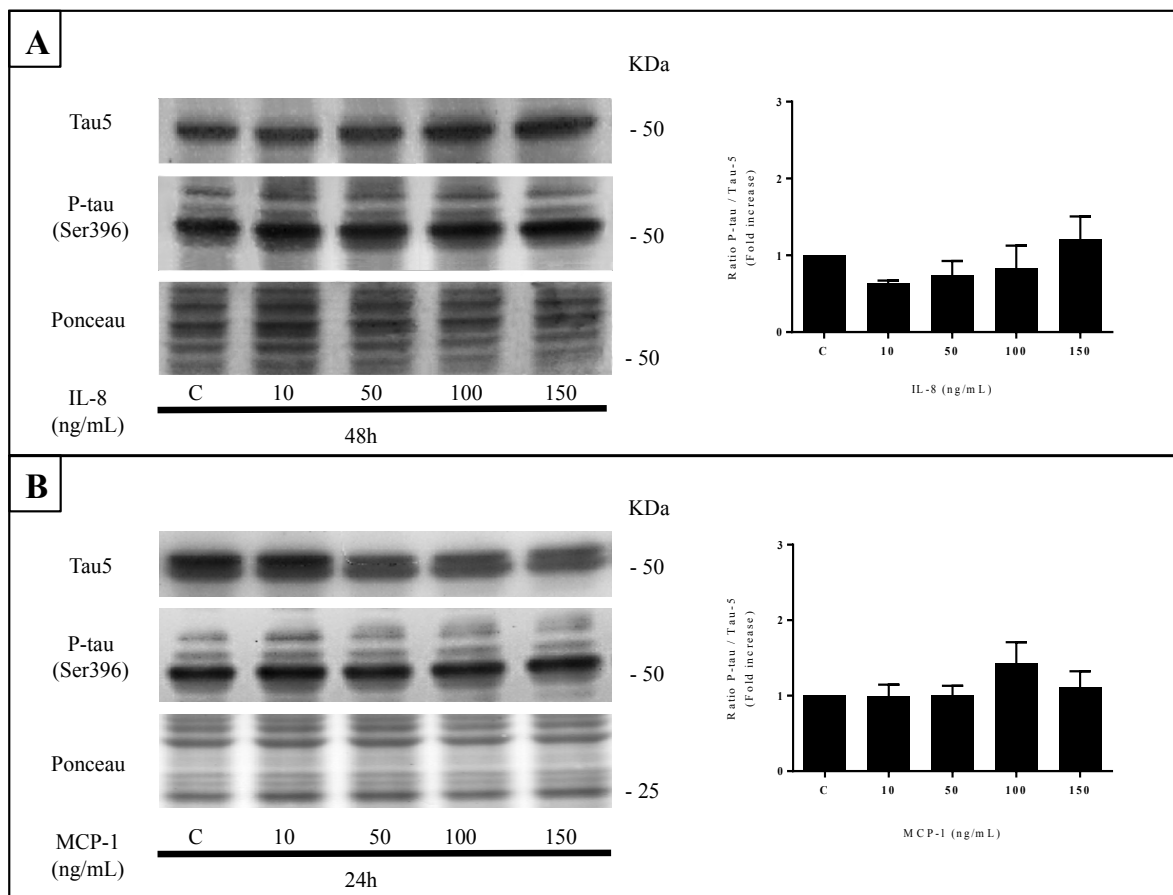 A
KDa
Tau5
- 50
P-tau
(Ser396)
- 50
Ponceau
- 50
IL-8
(ng/mL)
C 10 50 100 150
48h
Ratio P-tau / Tau-5
(Fold increase)
3
2
1
0
C 10 50 100 150
IL-8 (ng/mL)
B
KDa
Tau5
- 50
P-tau
(Ser396)
- 50
Ponceau
- 25
MCP-1
(ng/mL)
C 10 50 100 150
24h
Ratio P-tau / Tau-5
(Fold increase)
3
2
1
0
C 10 50 100 150
MCP-1 (ng/mL)